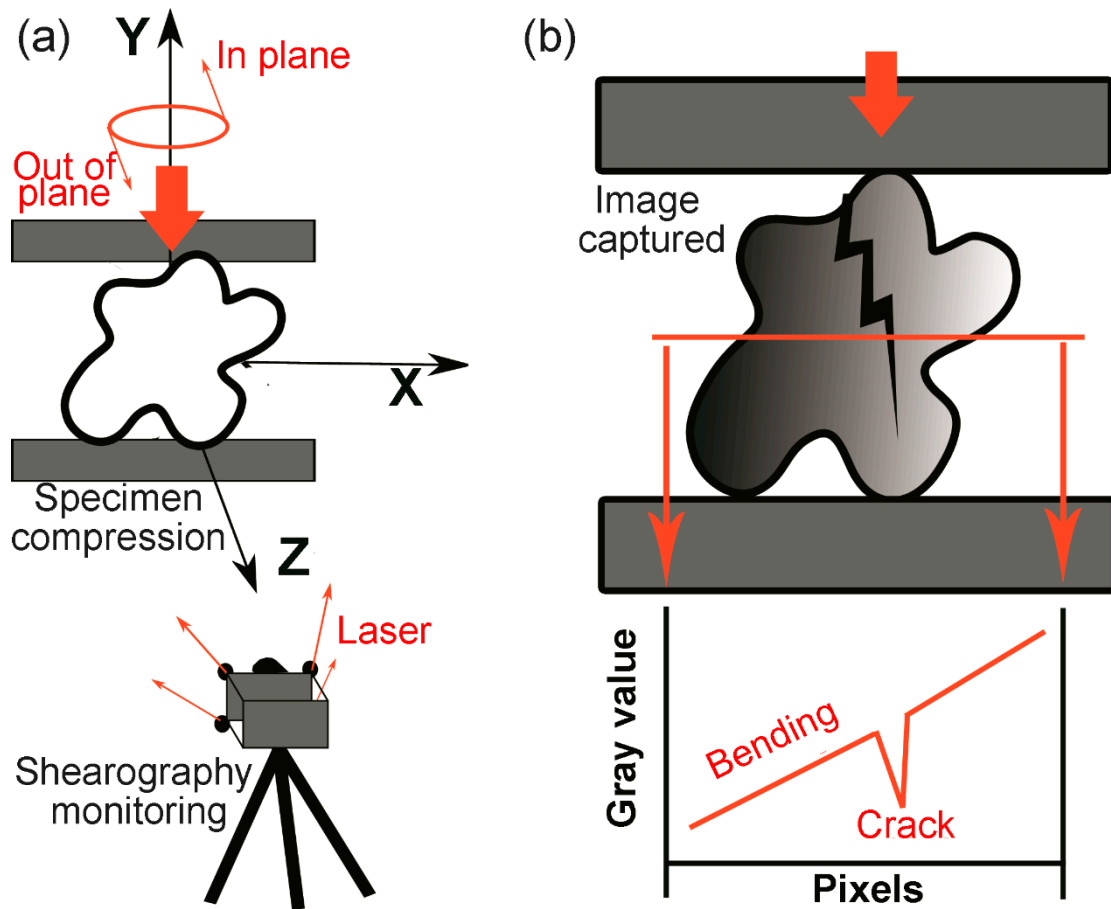 (a)
Y
In plane
Out of
plane
X
Specimen
compression
Z
Laser
Shearography
monitoring
(b)
Image
captured
Gray value
Bending
Crack
Pixels